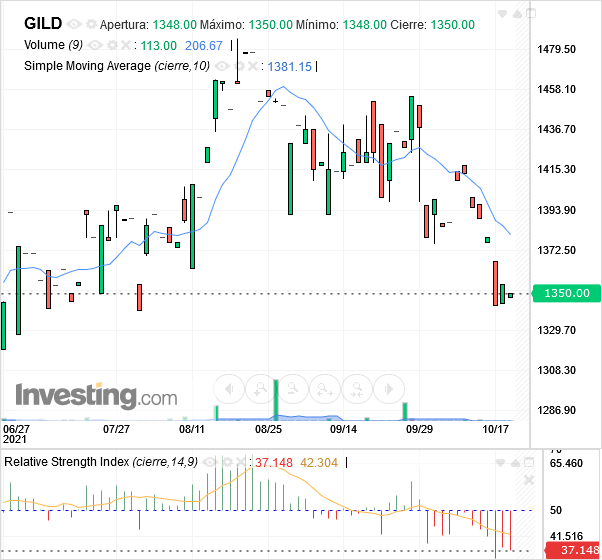 GILD Apertura: 1348.00 Máximo: 1350.00 Mínimo: 1348.00 Cierre: 1350.00
Volume (9) : 113.00 206.67
Simple Moving Average (cierre,10) : 1381.15
1479.50
1458.10
1436.70
1415.30
1393.90
1372.50
1350.00
1329.70
1308.30
1286.90
Investing.com
06/27 07/27 08/11 08/25 09/14 09/29 10/17
2021
Relative Strength Index (cierre,14,9) : 37.148 42.304
70
65.460
50
41.516
37.148